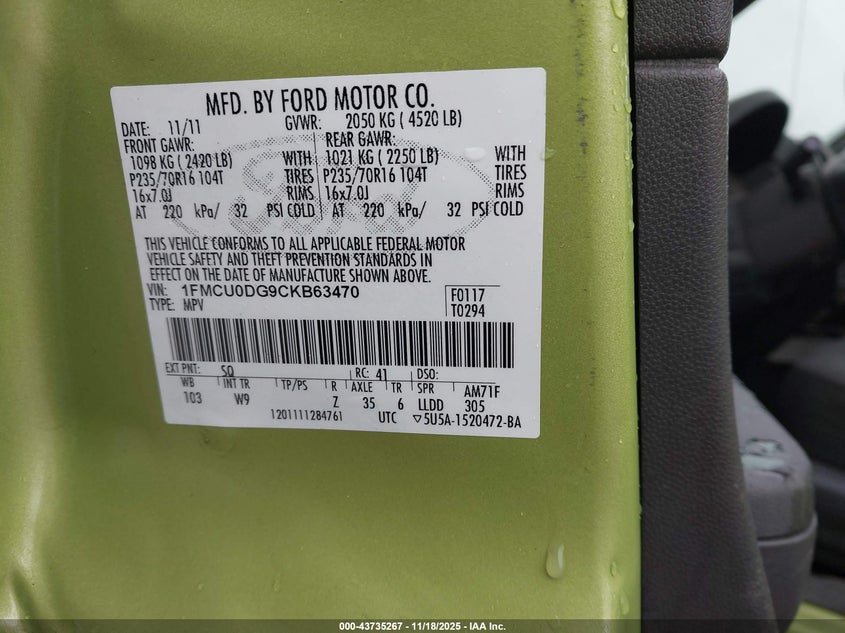 MFD. BY FORD MOTOR CO.
DATE: 11/11 GVWR: 2050 KG ( 4520 LB)
FRONT GAWR: REAR GAWR:
1098 KG ( 2420 LB) WITH 1021 KG ( 2250 LB) WITH
P235/70R16 104T TIRES P235/70R16 104T TIRES
16x7.0J RIMS 16x7.0J RIMS
AT 220 kPa/ 32 PSI COLD AT 220 kPa/ 32 PSI COLD
THIS VEHICLE CONFORMS TO ALL APPLICABLE FEDERAL MOTOR
VEHICLE SAFETY AND THEFT PREVENTION STANDARDS IN
EFFECT ON THE DATE OF MANUFACTURE SHOWN ABOVE.
VIN: 1FMCU0DG9CKB63470 F0117
TYPE: MPV T0294
EXT PNT: SQ RC: 41 DSO:
WB INT TR TP/PS R AXLE TR SPR AM71F
103 W9 Z 35 6 LLDD 305
1201111284761 UTC ▽5U5A-1520472-BA
000-43735267 - 11/18/2025 - IAA Inc.